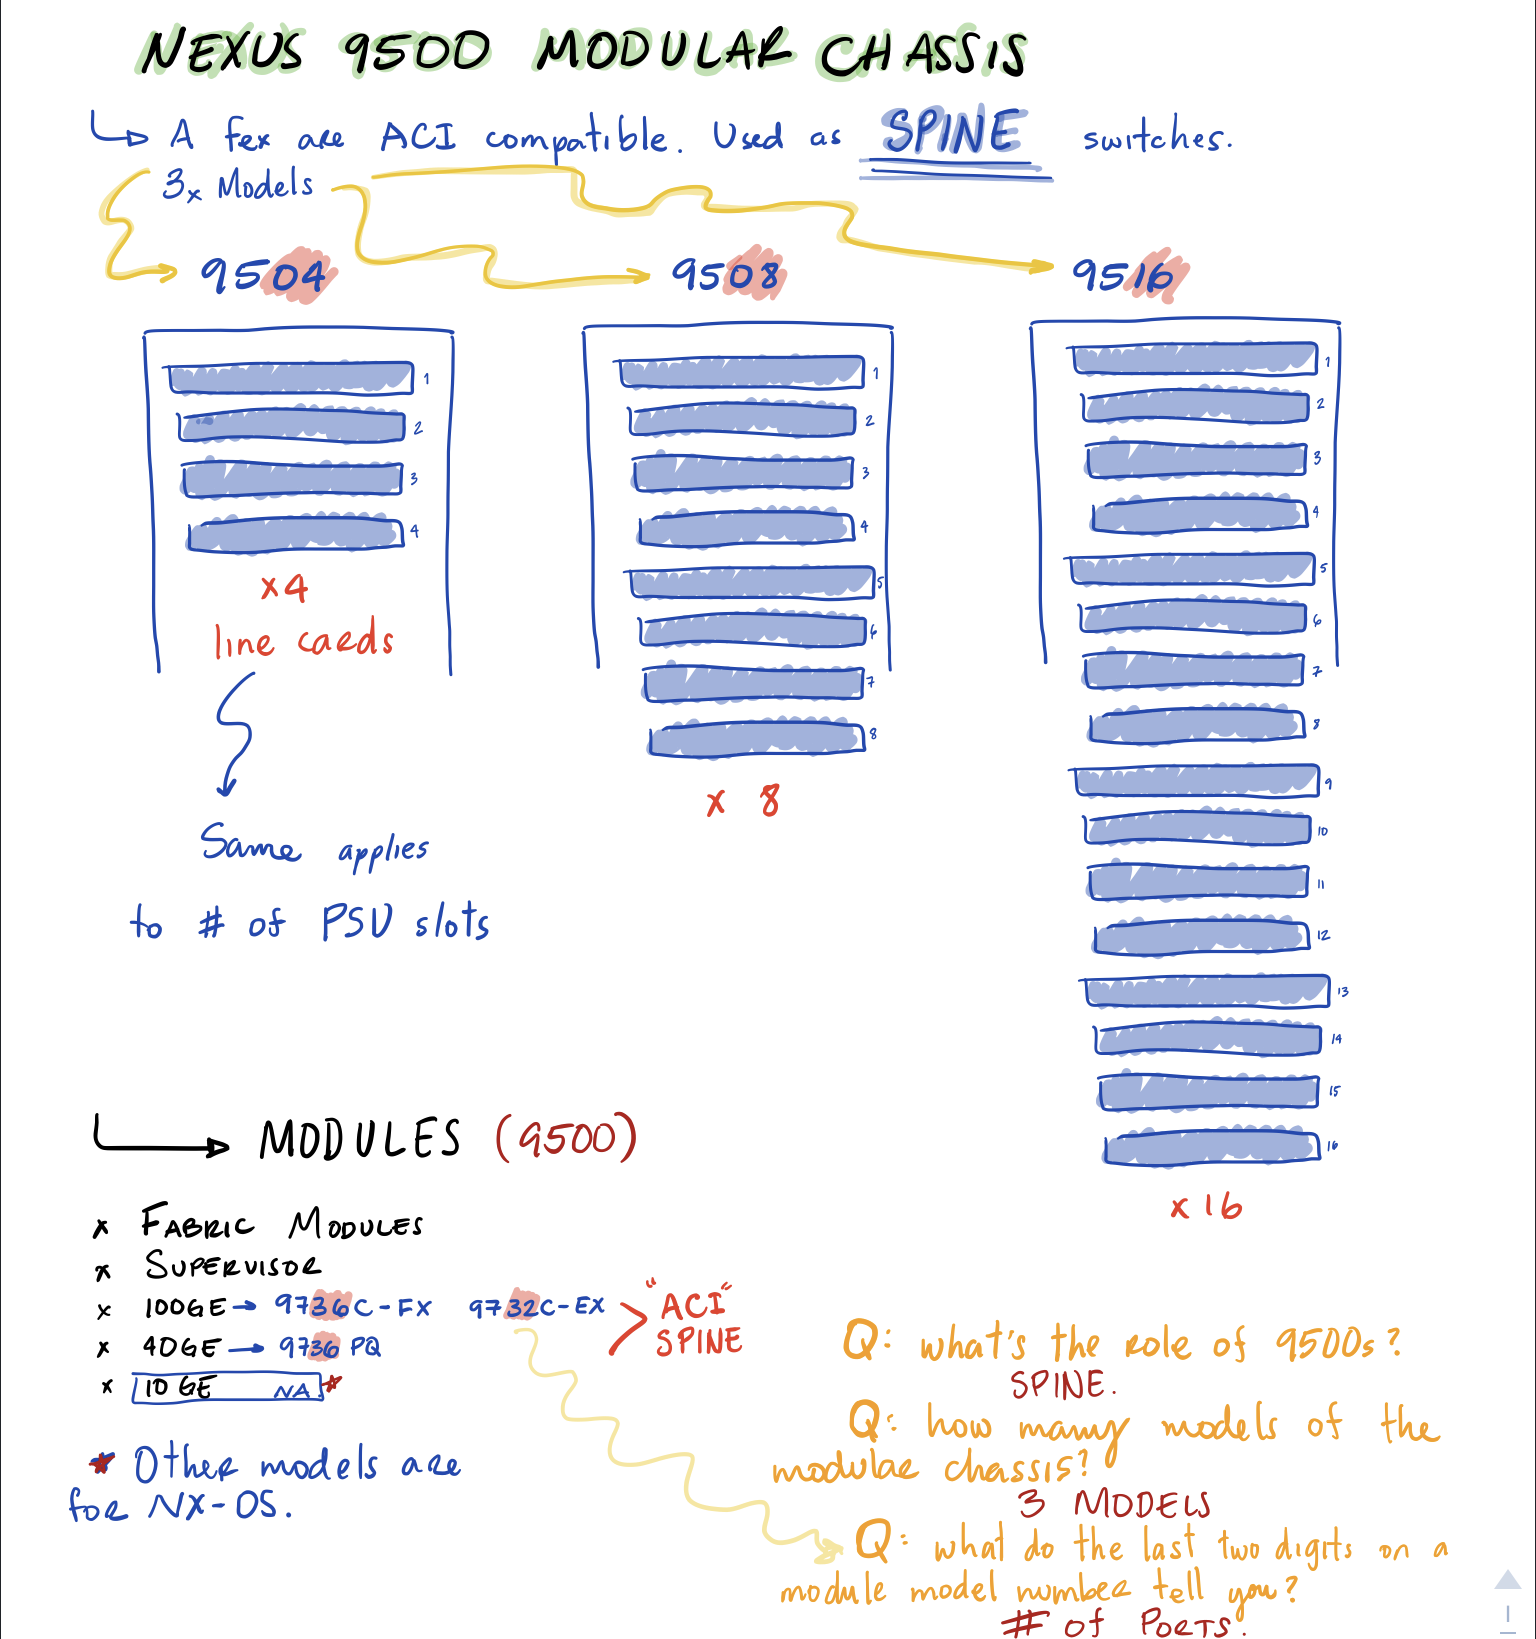 NEXUS 9500 MODULAR CHASSIS
A fex are ACI compatible. Used as SPINE switches.
3x Models
9504
9508
9516
1
2
3
4
x4
line cards
Same applies
to # of PSU slots
1
2
3
4
5
6
7
8
x 8
1
2
3
4
5
6
7
8
9
10
11
12
13
14
15
16
x 16
MODULES (9500)
x FABRIC MODULES
x SUPERVISOR
x 100GE → 9736C-FX 9732C-EX
x 40GE → 9736 PQ
x 10 GE NA.*
"ACI"
SPINE
* Other models are
for NX-OS.
Q: what's the role of 9500s?
SPINE.
Q: how many models of the
modular chassis?
3 MODELS
Q: what do the last two digits on a
module model number tell you?
# of PORTS.